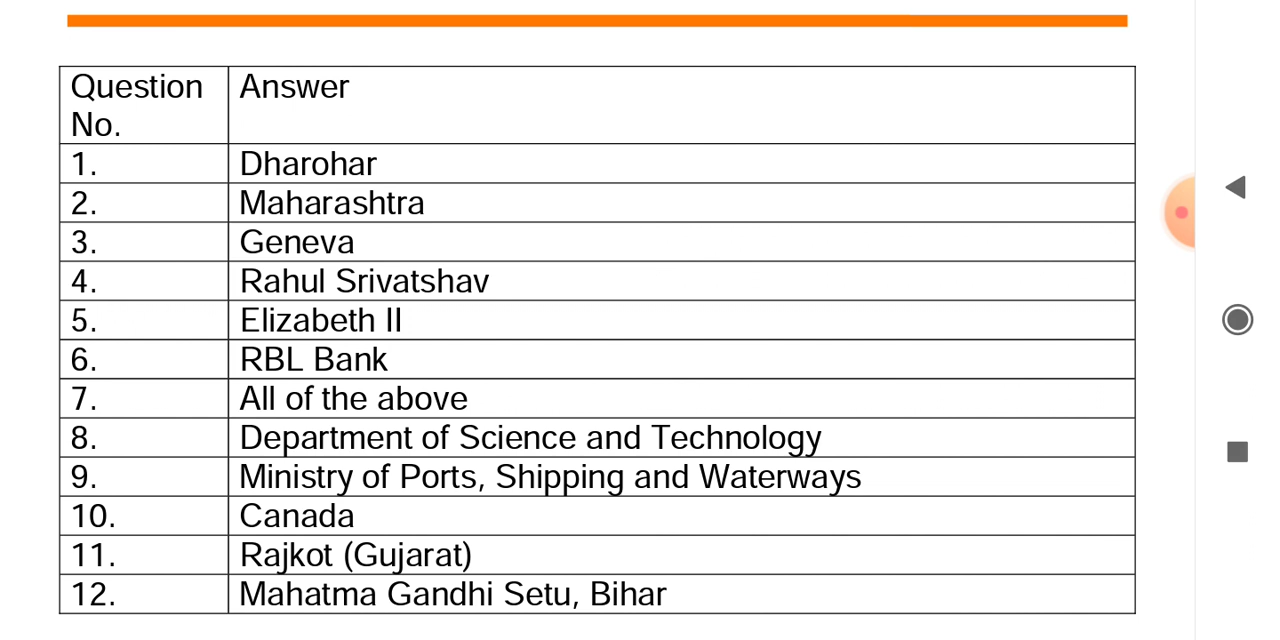 Question Answer
No.
1. Dharohar
2. Maharashtra
3. Geneva
4. Rahul Srivatshav
5. Elizabeth II
6. RBL Bank
7. All of the above
8. Department of Science and Technology
9. Ministry of Ports, Shipping and Waterways
10. Canada
11. Rajkot (Gujarat)
12. Mahatma Gandhi Setu, Bihar